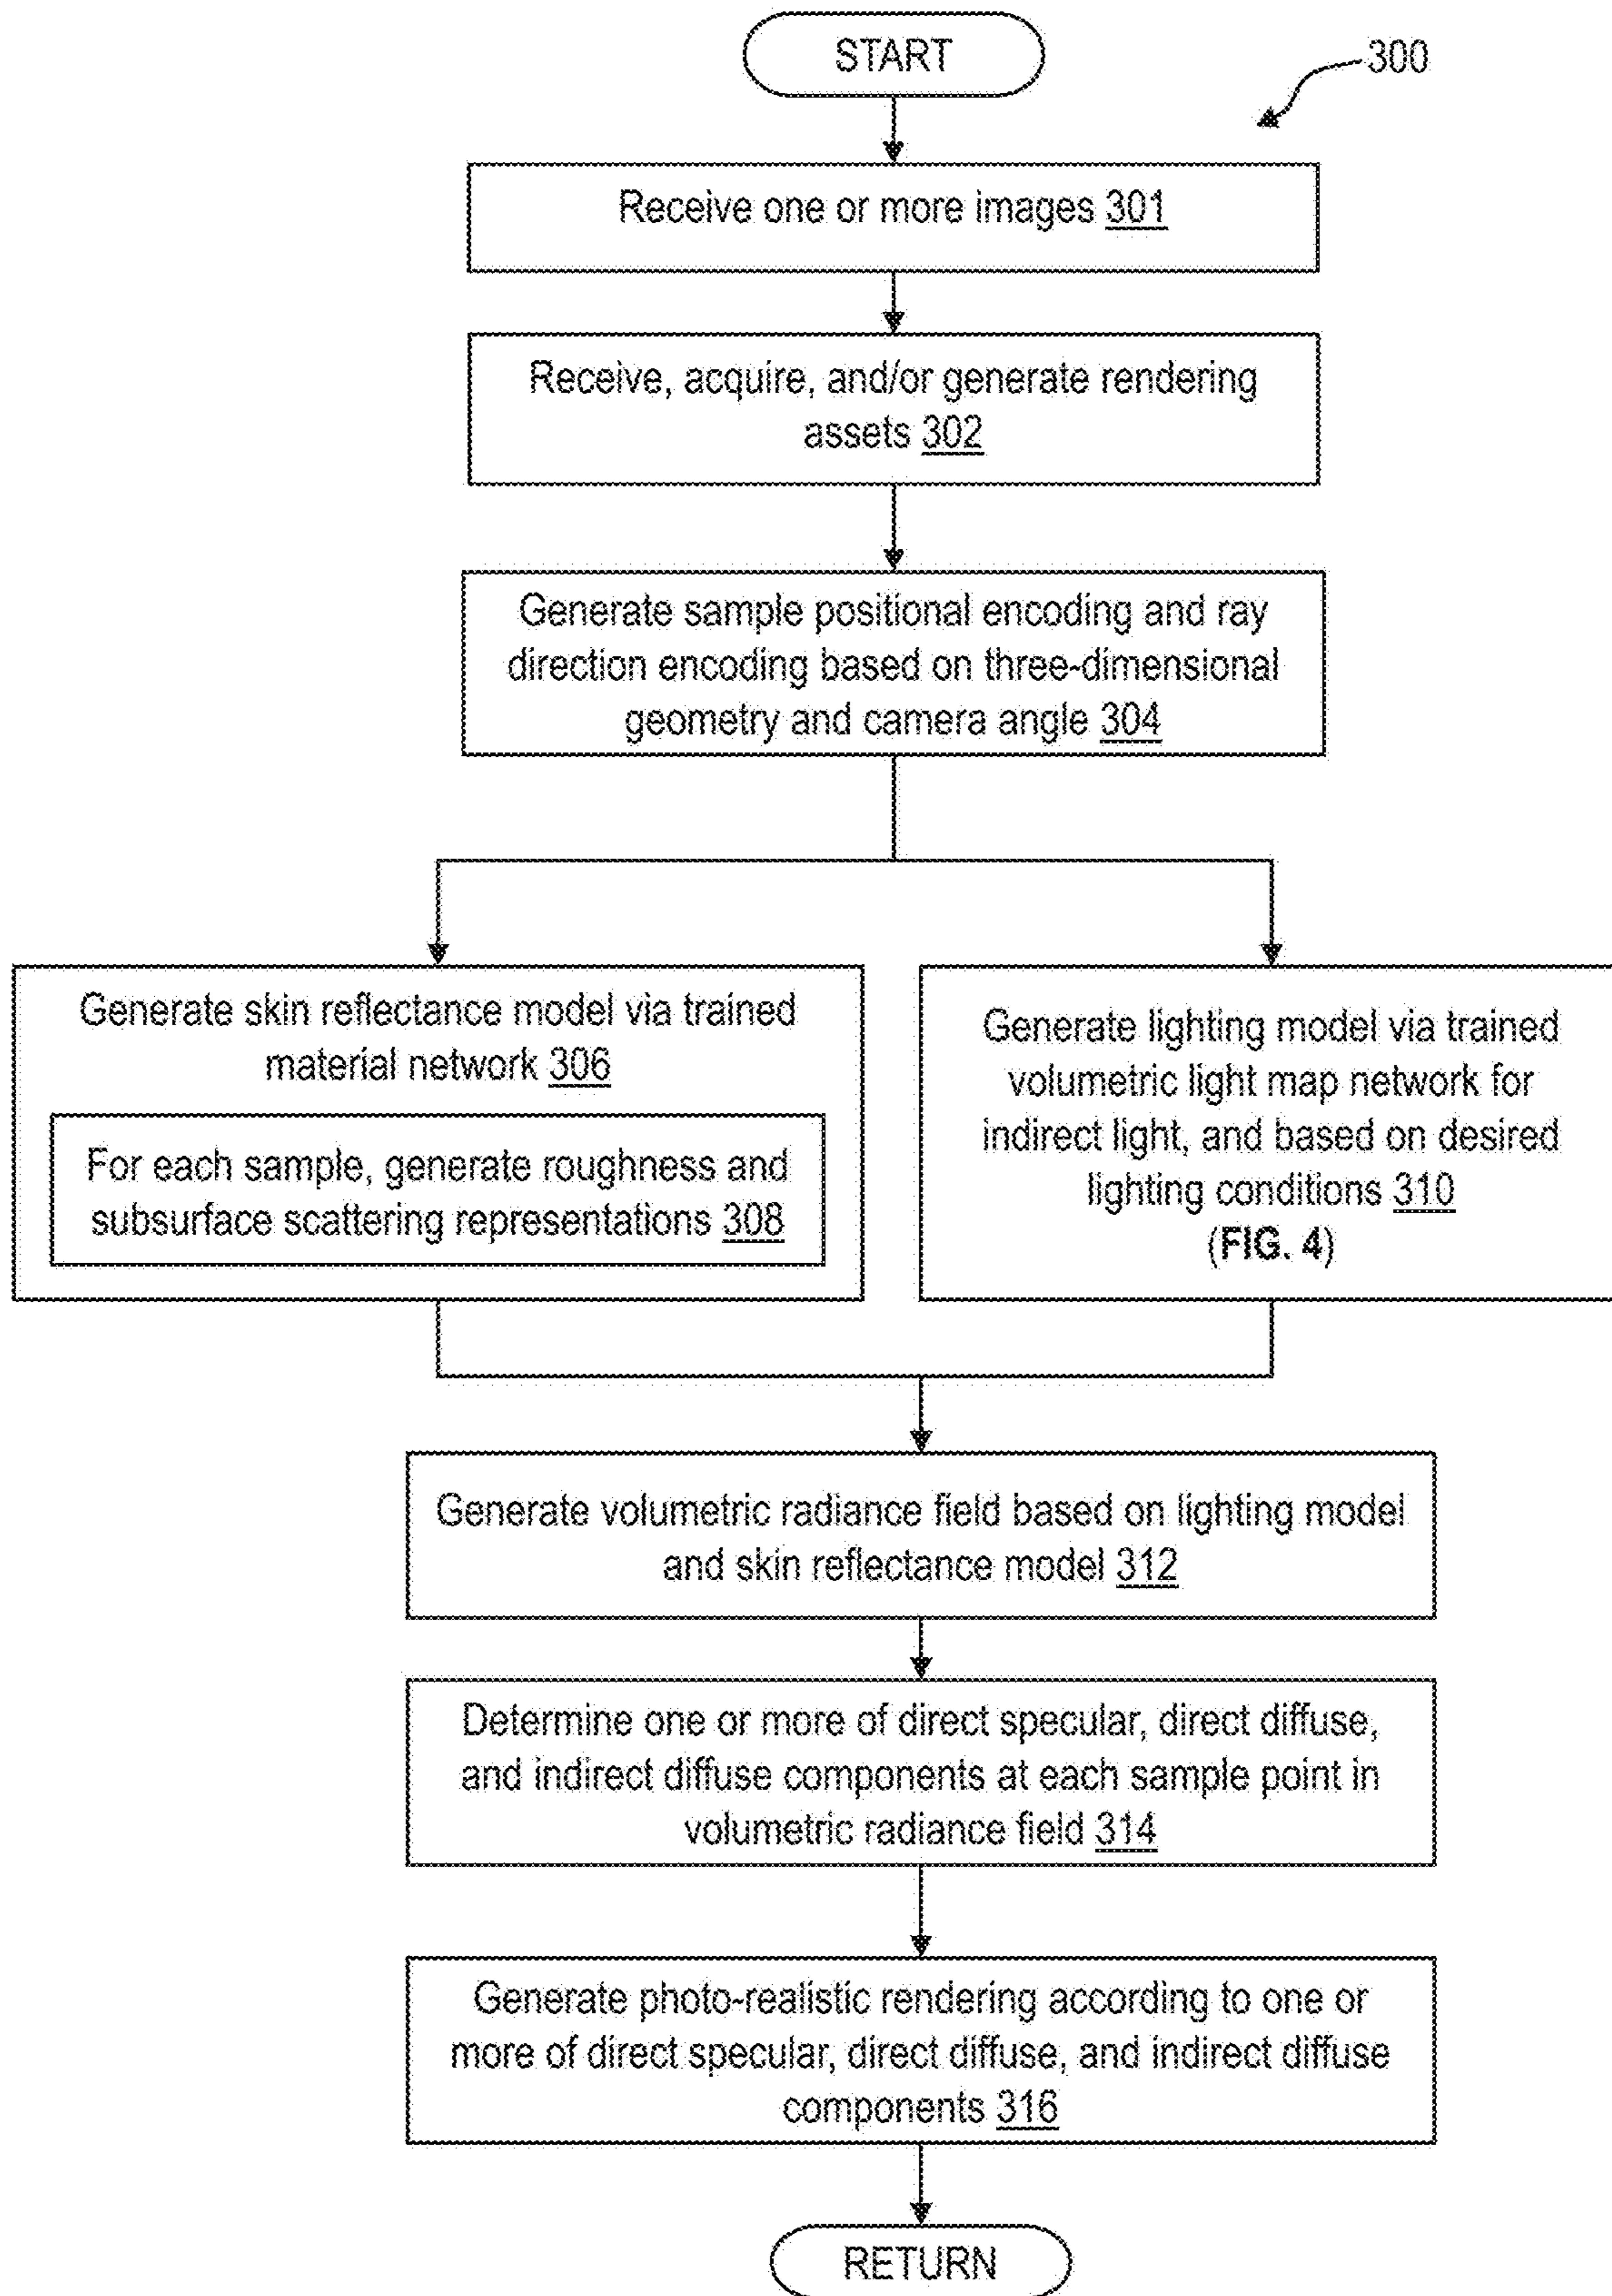 START
300
Receive one or more images 301
Receive, acquire, and/or generate rendering
assets 302
Generate sample positional encoding and ray
direction encoding based on three-dimensional
geometry and camera angle 304
Generate skin reflectance model via trained
material network 306
For each sample, generate roughness and
subsurface scattering representations 308
Generate lighting model via trained
volumetric light map network for
indirect light, and based on desired
lighting conditions 310
(FIG. 4)
Generate volumetric radiance field based on lighting model
and skin reflectance model 312
Determine one or more of direct specular, direct diffuse,
and indirect diffuse components at each sample point in
volumetric radiance field 314
Generate photo-realistic rendering according to one or
more of direct specular, direct diffuse, and indirect diffuse
components 316
RETURN